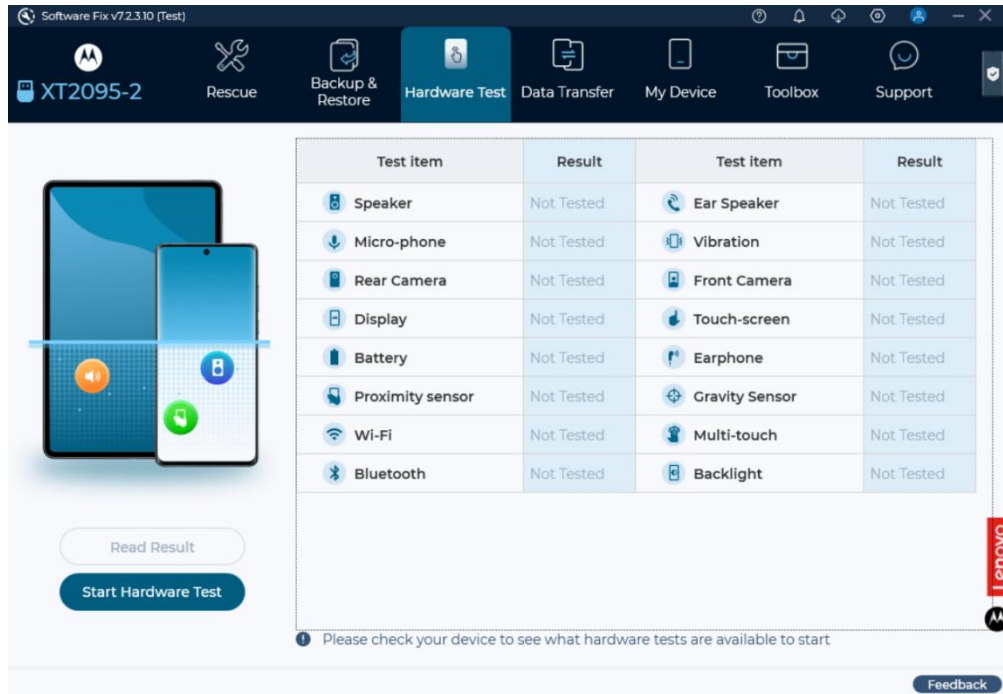 Software Fix v7.2.3.10 (Test)
XT2095-2
Rescue
Backup &
Restore
Hardware Test
Data Transfer
My Device
Toolbox
Support
Test item Result Test item Result
Speaker Not Tested Ear Speaker Not Tested
Micro-phone Not Tested Vibration Not Tested
Rear Camera Not Tested Front Camera Not Tested
Display Not Tested Touch-screen Not Tested
Battery Not Tested Earphone Not Tested
Proximity sensor Not Tested Gravity Sensor Not Tested
Wi-Fi Not Tested Multi-touch Not Tested
Bluetooth Not Tested Backlight Not Tested
Read Result
Start Hardware Test
Lenovo
Please check your device to see what hardware tests are available to start
Feedback